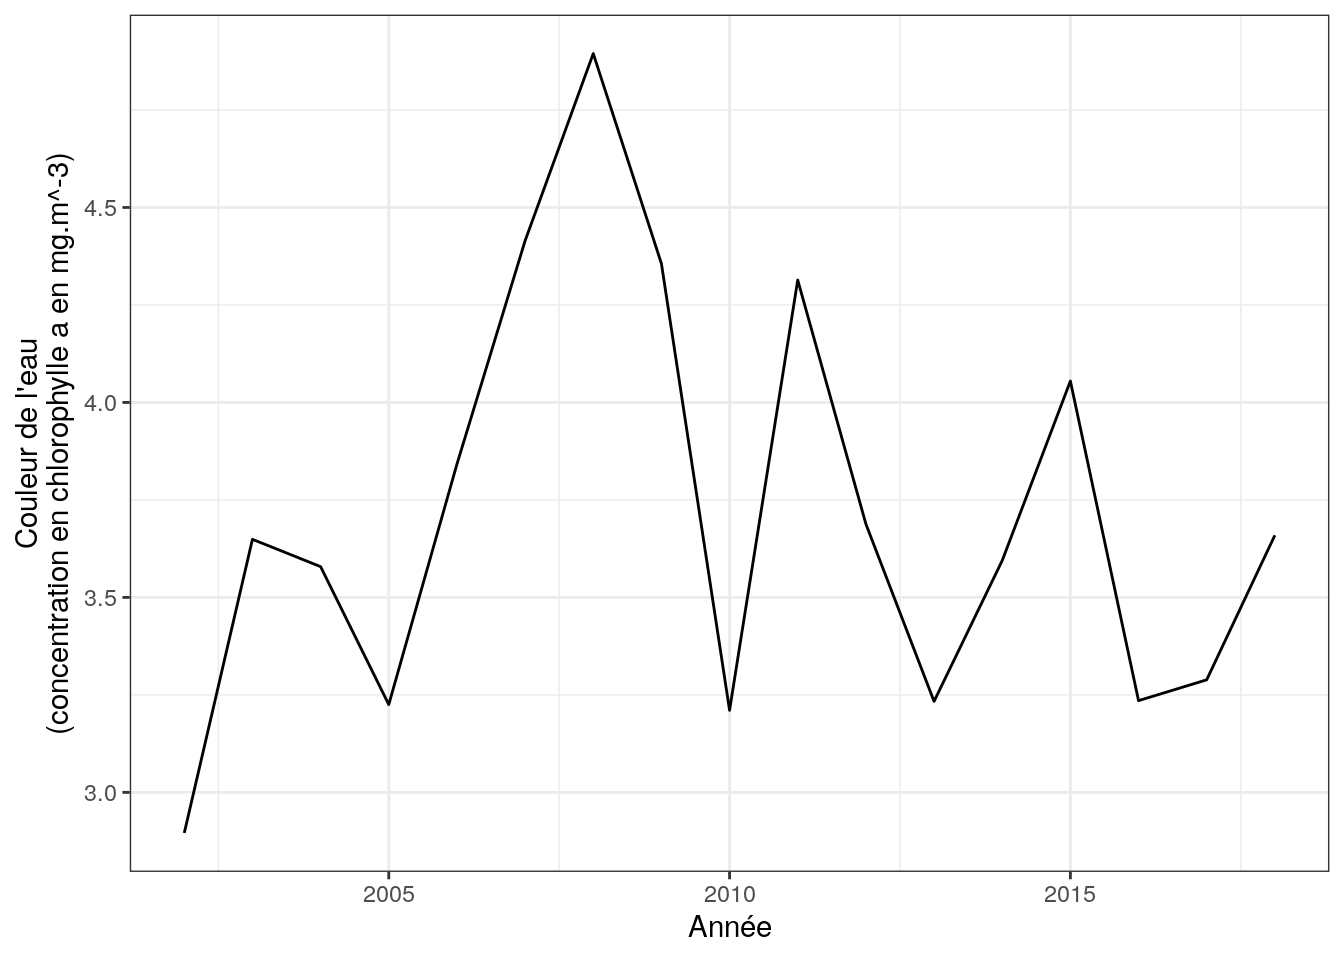 Couleur de l'eau
(concentration en chlorophylle a en mg.m^-3)
4.5
4.0
3.5
3.0
2005
2010
2015
Année